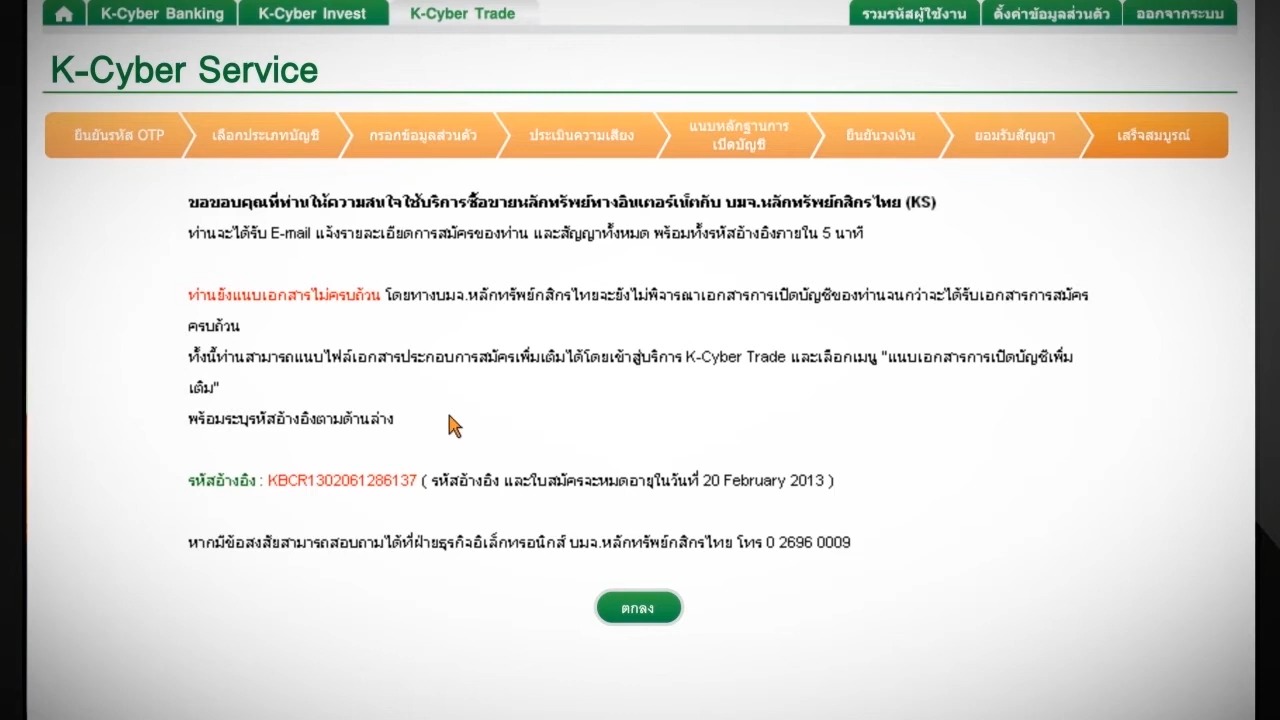 K-Cyber Banking
K-Cyber Invest
K-Cyber Trade
รวมรหัสผู้ใช้งาน
ตั้งค่าข้อมูลส่วนตัว
ออกจากระบบ
K-Cyber Service
ยืนยันรหัส OTP
เลือกประเภทบัญชี
กรอกข้อมูลส่วนตัว
ประเมินความเสี่ยง
แนบหลักฐานการ
เปิดบัญชี
ยืนยันวงเงิน
ยอมรับสัญญา
เสร็จสมบูรณ์
ขอขอบคุณที่ท่านให้ความสนใจใช้บริการซื้อขายหลักทรัพย์ทางอินเตอร์เน็ตกับ บมจ.หลักทรัพย์กสิกรไทย (KS)
ท่านจะได้รับ E-mail แจ้งรายละเอียดการสมัครของท่าน และสัญญาทั้งหมด พร้อมทั้งรหัสอ้างอิงภายใน 5 นาที
ท่านยังแนบเอกสารไม่ครบถ้วน โดยทางบมจ.หลักทรัพย์กสิกรไทยจะยังไม่พิจารณาเอกสารการเปิดบัญชีของท่านจนกว่าจะได้รับเอกสารการสมัคร
ครบถ้วน
ทั้งนี้ท่านสามารถแนบไฟล์เอกสารประกอบการสมัครเพิ่มเติมได้โดยเข้าสู่บริการ K-Cyber Trade และเลือกเมนู "แนบเอกสารการเปิดบัญชีเพิ่ม
เติม"
พร้อมระบุรหัสอ้างอิงตามด้านล่าง
รหัสอ้างอิง : KBCR1302061286137 ( รหัสอ้างอิง และใบสมัครจะหมดอายุในวันที่ 20 February 2013 )
หากมีข้อสงสัยสามารถสอบถามได้ที่ฝ่ายธุรกิจอิเล็กทรอนิกส์ บมจ.หลักทรัพย์กสิกรไทย โทร 0 2696 0009
ตกลง